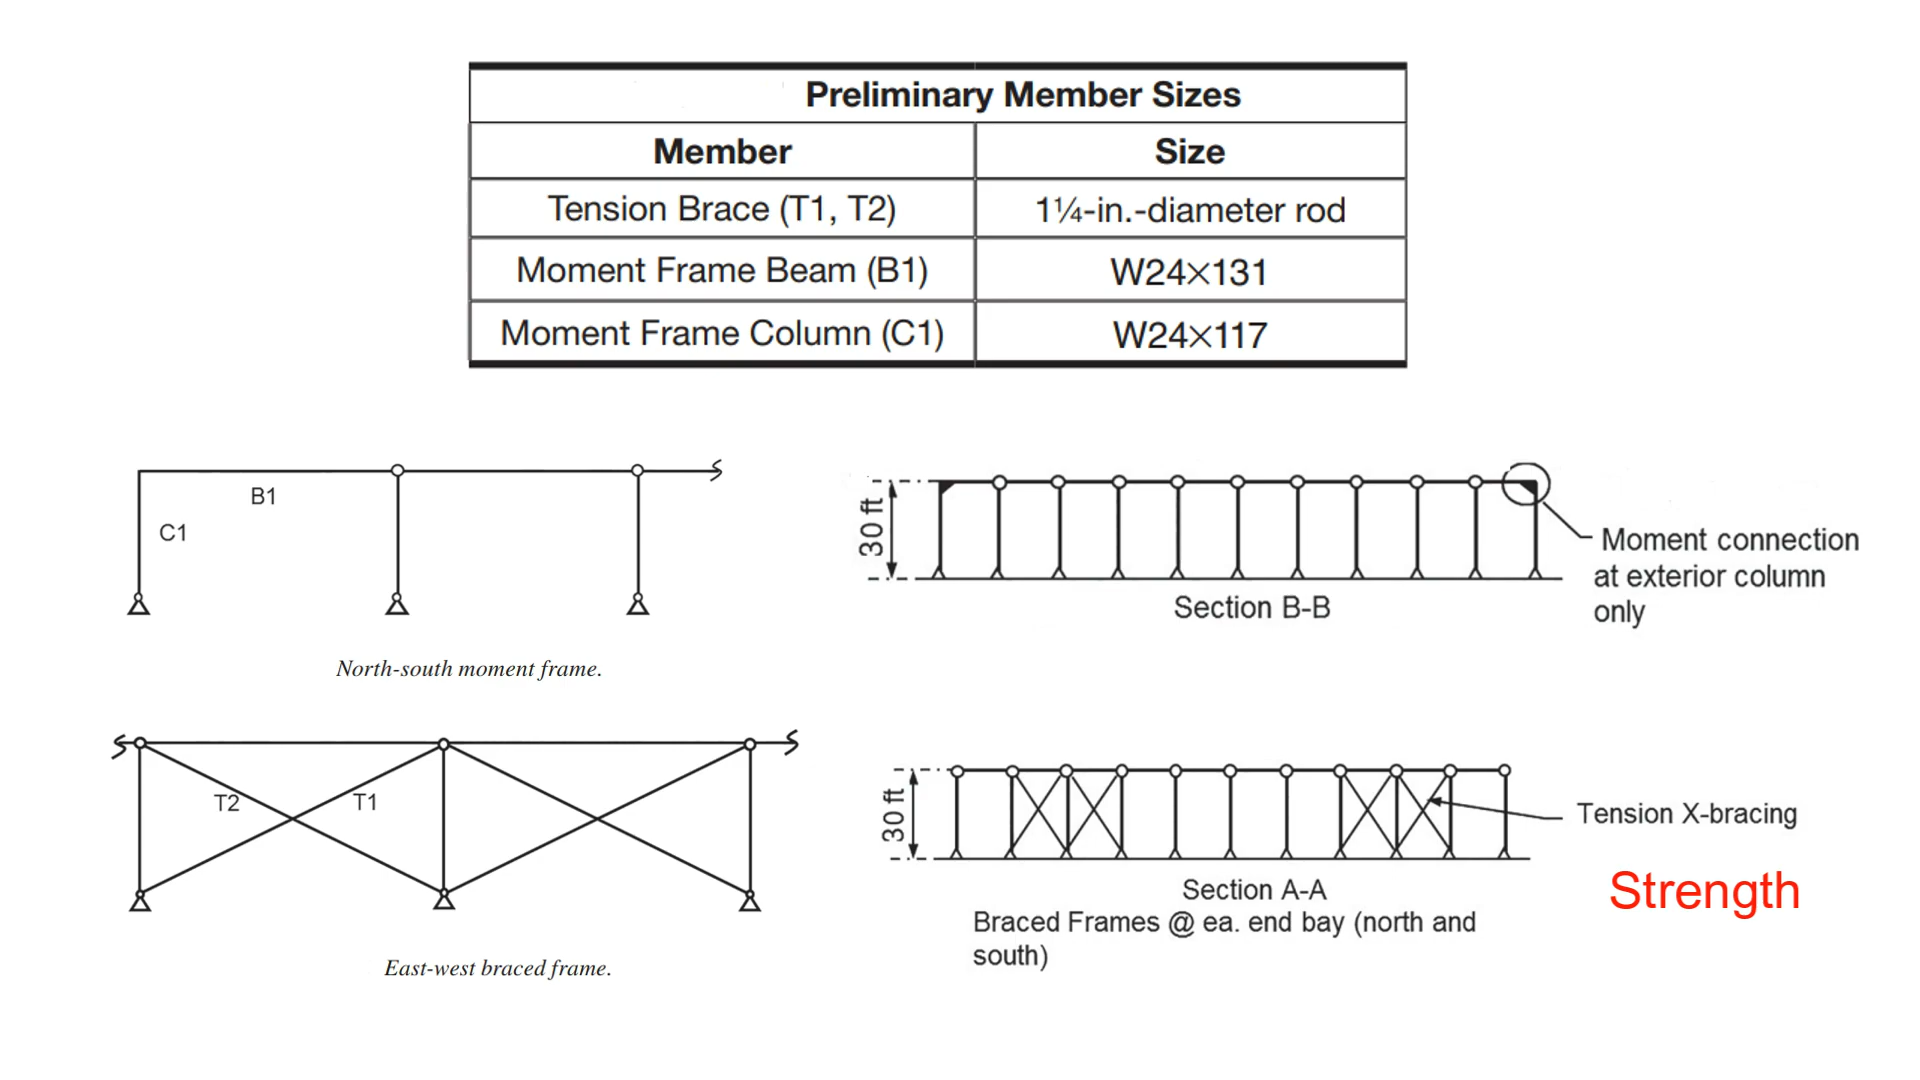 Preliminary Member Sizes
Member Size
Tension Brace (T1, T2) 1¼-in.-diameter rod
Moment Frame Beam (B1) W24×131
Moment Frame Column (C1) W24×117
B1
C1
North-south moment frame.
30 ft
Section B-B
Moment connection
at exterior column
only
T2 T1
East-west braced frame.
30 ft
Tension X-bracing
Section A-A
Braced Frames @ ea. end bay (north and
south)
Strength